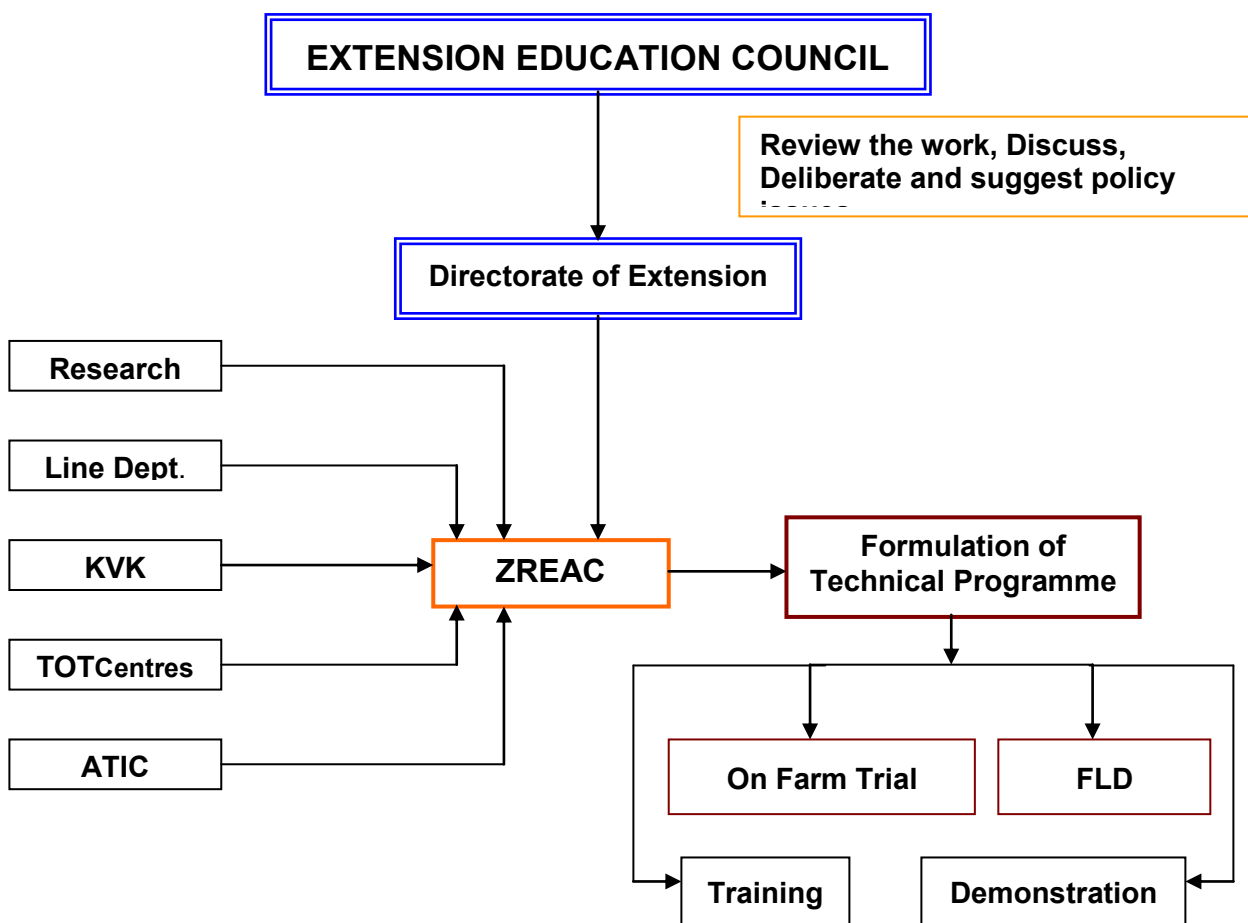 EXTENSION EDUCATION COUNCIL
Review the work, Discuss,
Deliberate and suggest policy
Directorate of Extension
Research
Line Dept.
KVK
TOTCentres
ATIC
ZREAC
Formulation of
Technical Programme
On Farm Trial
FLD
Training
Demonstration